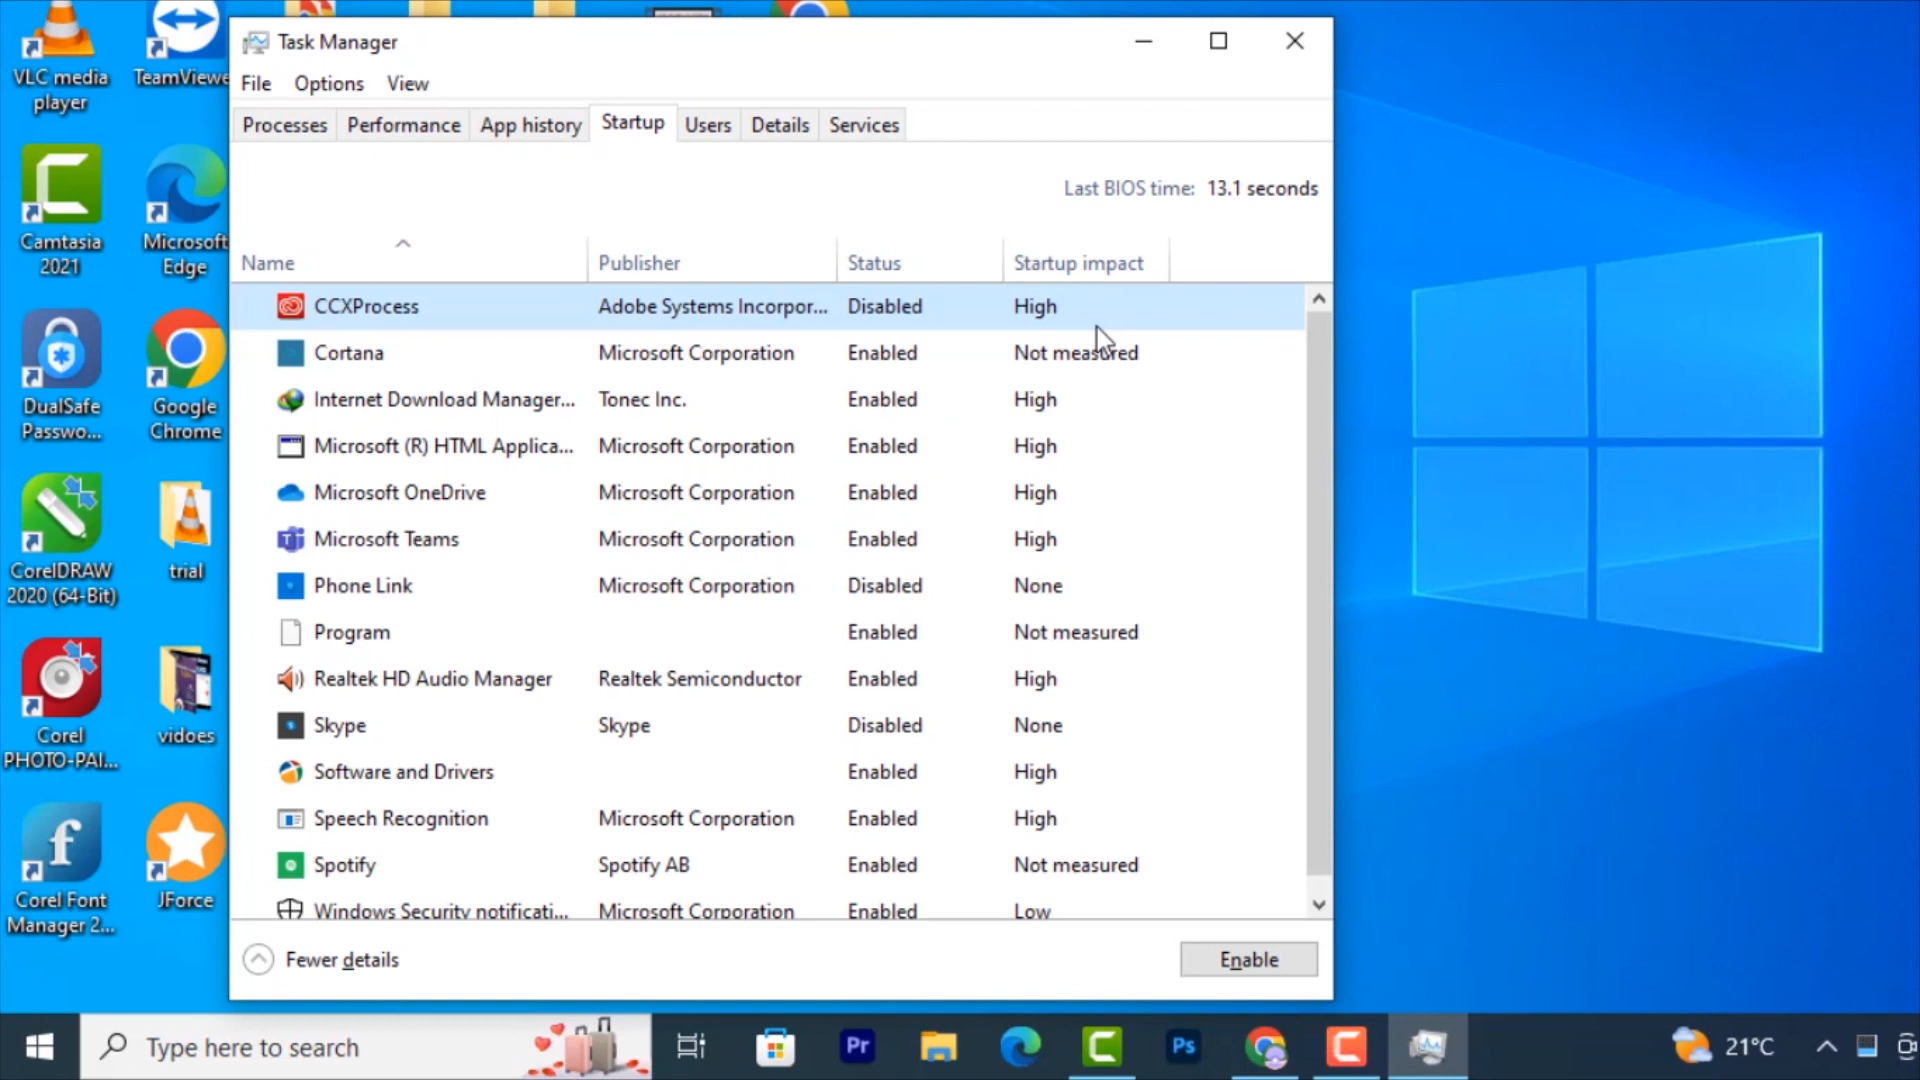 VLC media
player
TeamViewe
Camtasia
2021
Microsoft
Edge
DualSafe
Passwo...
Google
Chrome
CorelDRAW
2020 (64-Bit)
trial
Corel
PHOTO-PAI...
vidoes
Corel Font
Manager 2...
JForce
Task Manager
File Options View
Processes Performance App history Startup Users Details Services
Last BIOS time: 13.1 seconds
Name Publisher Status Startup impact
CCXProcess Adobe Systems Incorpor... Disabled High
Cortana Microsoft Corporation Enabled Not measured
Internet Download Manager... Tonec Inc. Enabled High
Microsoft (R) HTML Applica... Microsoft Corporation Enabled High
Microsoft OneDrive Microsoft Corporation Enabled High
Microsoft Teams Microsoft Corporation Enabled High
Phone Link Microsoft Corporation Disabled None
Program Enabled Not measured
Realtek HD Audio Manager Realtek Semiconductor Enabled High
Skype Skype Disabled None
Software and Drivers Enabled High
Speech Recognition Microsoft Corporation Enabled High
Spotify Spotify AB Enabled Not measured
Windows Security notificati... Microsoft Corporation Enabled Low
Fewer details
Enable
Type here to search
Pr
Ps
21°C